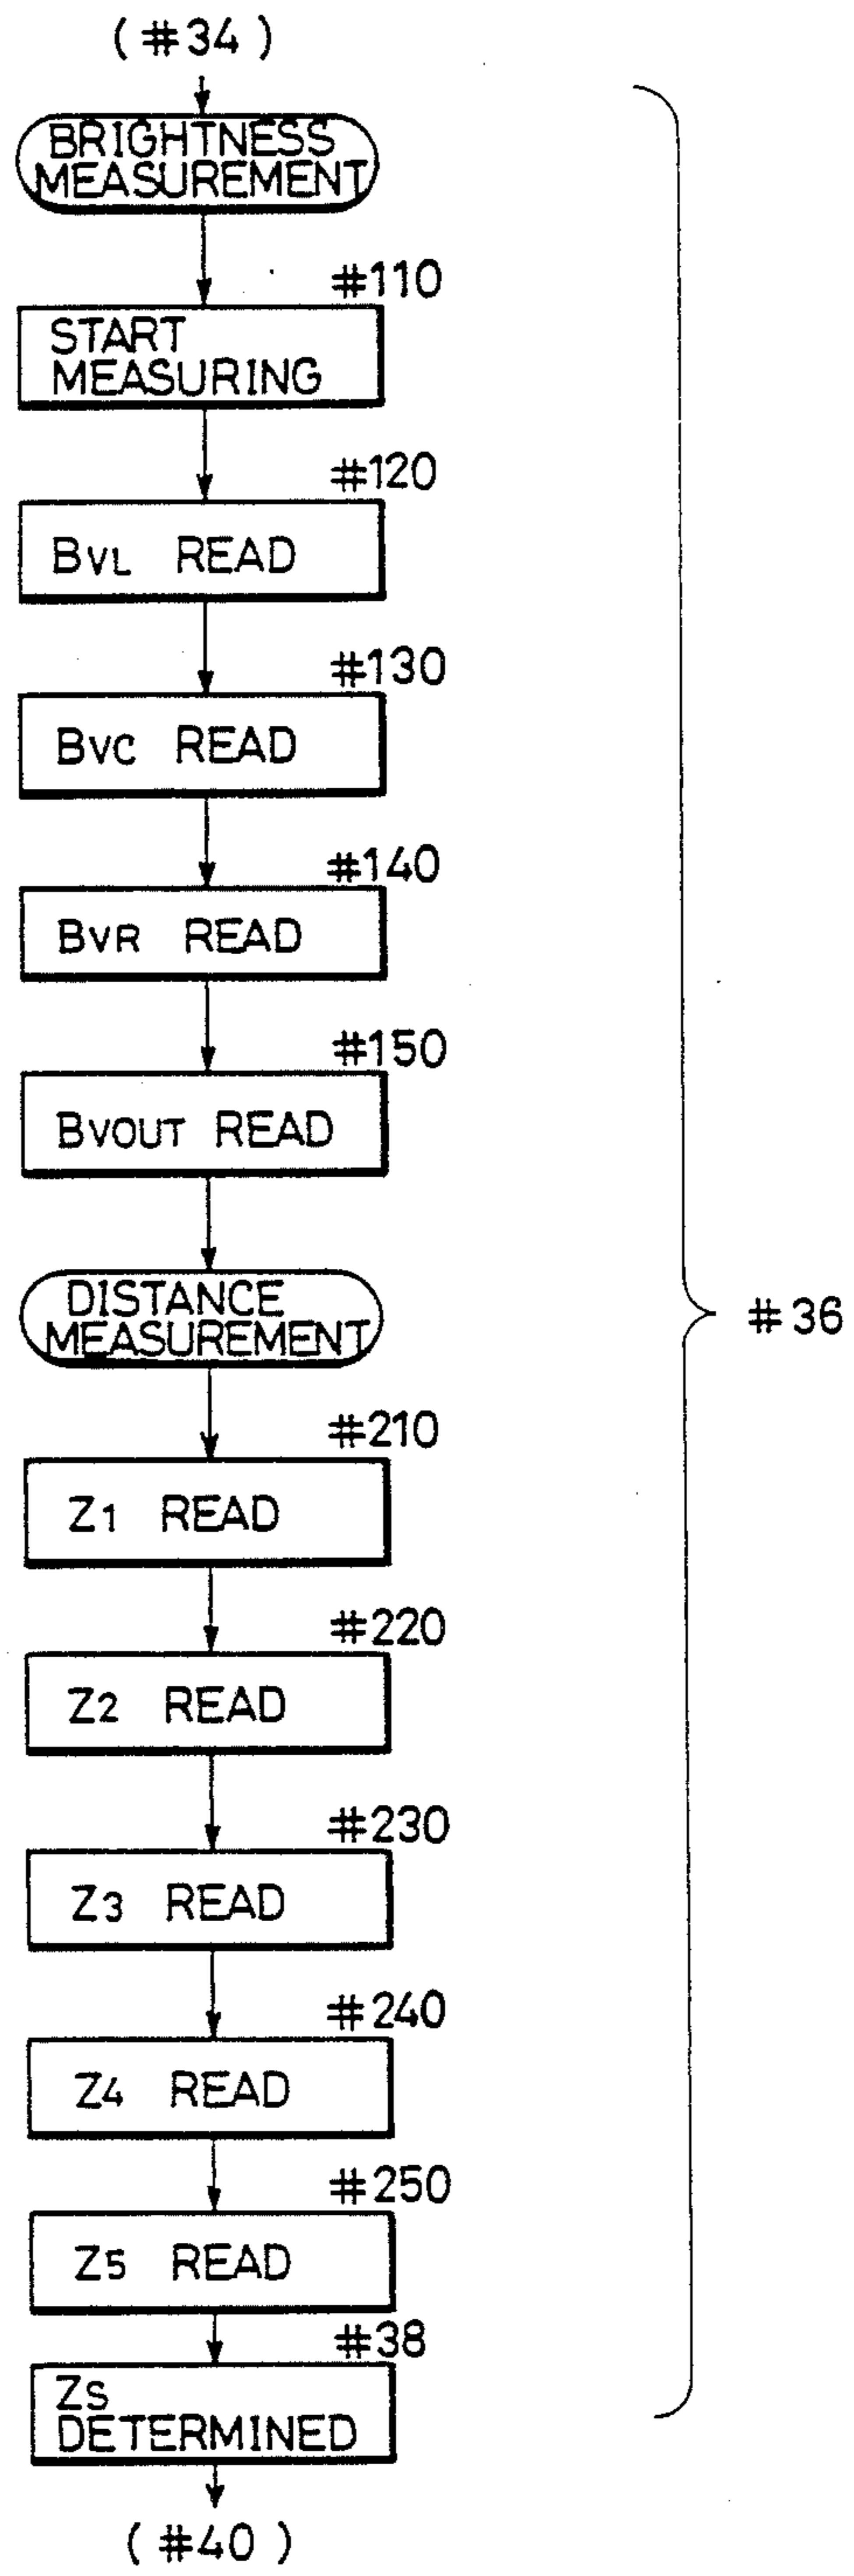 (#34)
BRIGHTNESS
MEASUREMENT
#110
START
MEASURING
#120
BVL READ
#130
BVC READ
#140
BVR READ
#150
BVOUT READ
DISTANCE
MEASUREMENT
#36
#210
Z1 READ
#220
Z2 READ
#230
Z3 READ
#240
Z4 READ
#250
Z5 READ
#38
ZS
DETERMINED
(#40)